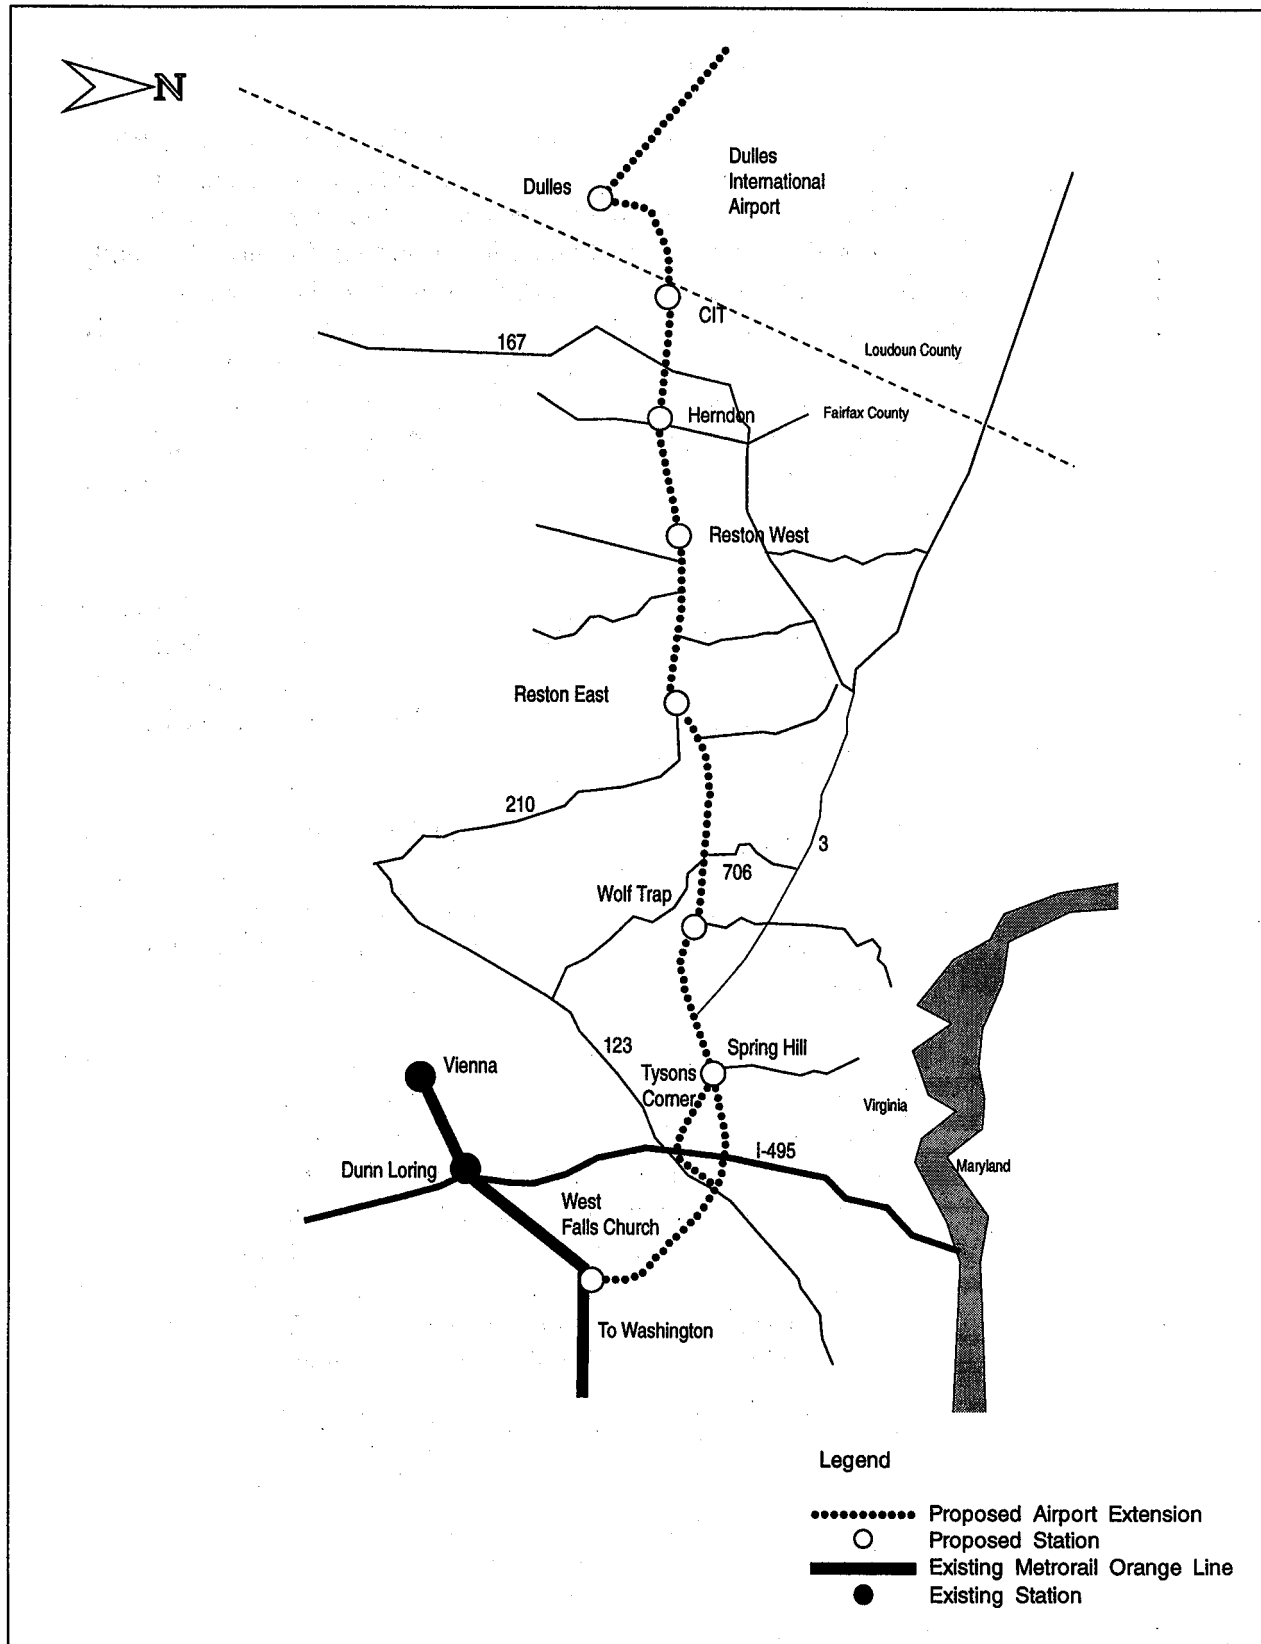 N
Dulles
International
Airport
Dulles
CIT
167
Loudoun County
Herndon
Fairfax County
Reston West
Reston East
210
3
706
Wolf Trap
123
Spring Hill
Vienna
Tysons
Corner
Virginia
I-495
Maryland
Dunn Loring
West
Falls Church
To Washington
Legend
Proposed Airport Extension
Proposed Station
Existing Metrorail Orange Line
Existing Station